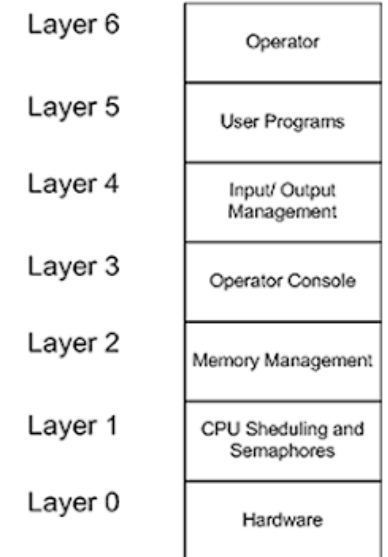 Layer 6
Operator
Layer 5
User Programs
Layer 4
Input/ Output
Management
Layer 3
Operator Console
Layer 2
Memory Management
Layer 1
CPU Sheduling and
Semaphores
Layer 0
Hardware